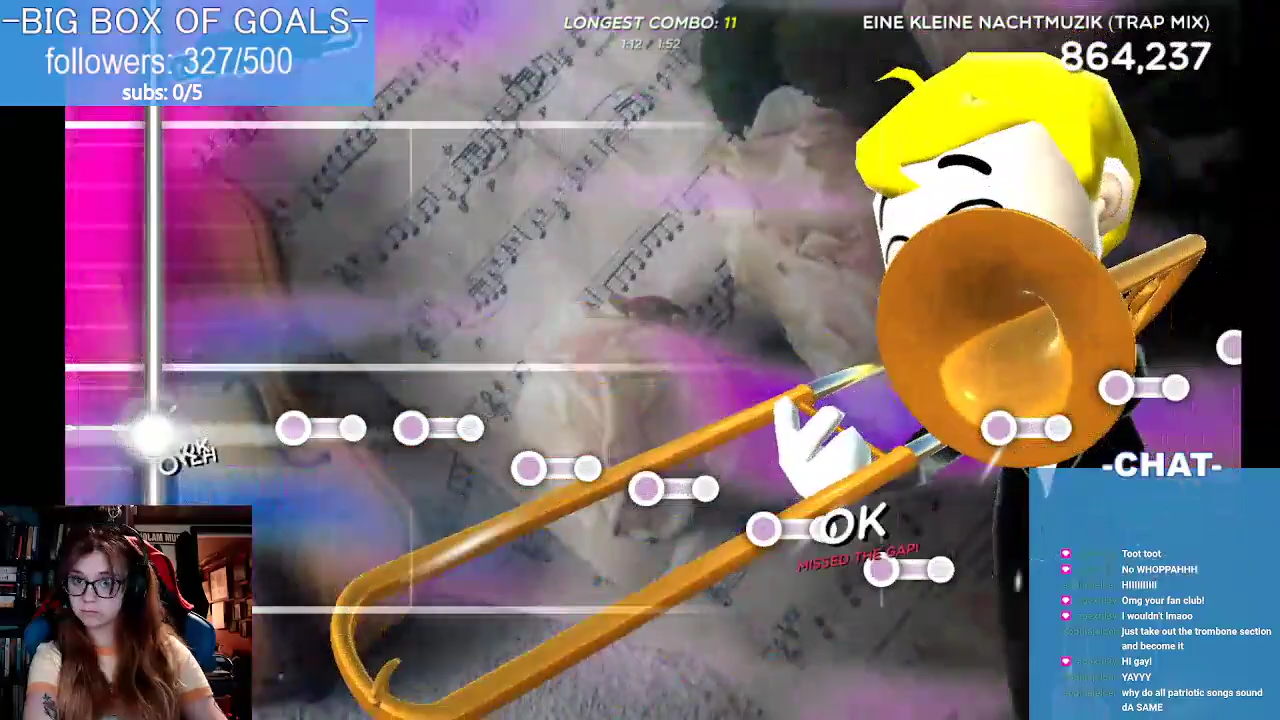 -BIG BOX OF GOALS-
followers: 327/500
subs: 0/5
LONGEST COMBO: 11
1:12 / 1:52
EINE KLEINE NACHTMUZIK (TRAP MIX)
864,237
OK
MISSED THE GAP!
-CHAT-
Toot toot
No WHOPPAHHH
HIIIIIIIII
Omg your fan club!
I wouldn't lmaoo
just take out the trombone section
and become it
Hi gay!
YAYYY
why do all patriotic songs sound
dA SAME